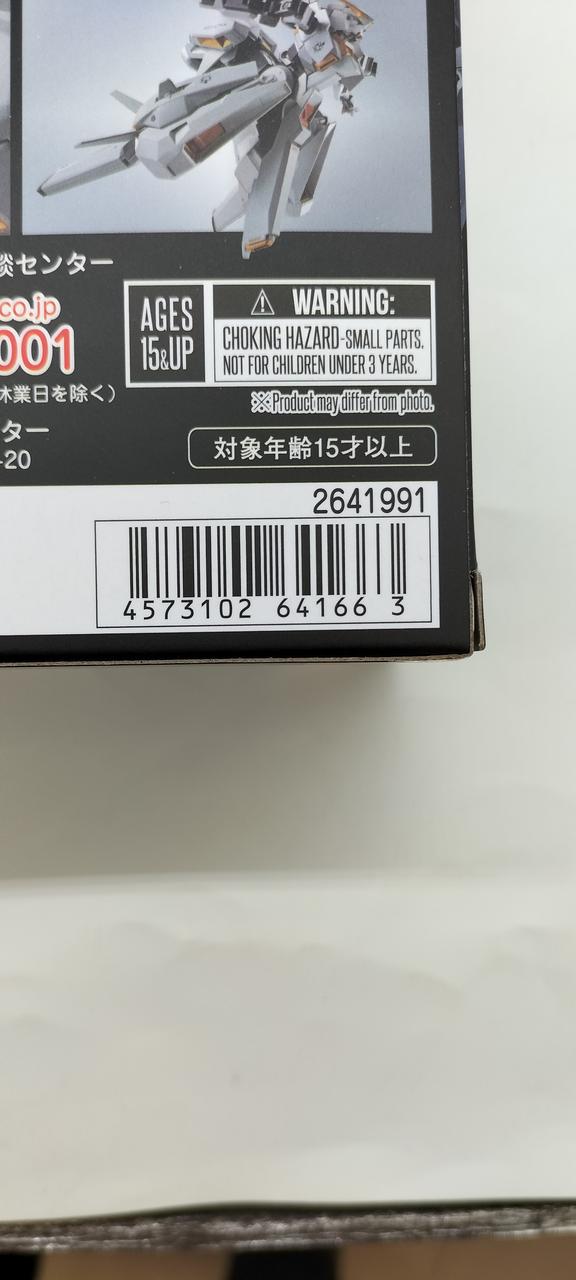 談センター
co.jp
001
休業日を除く）
ター
-20
AGES
15&UP
WARNING:
CHOKING HAZARD-SMALL PARTS.
NOT FOR CHILDREN UNDER 3 YEARS.
※Product may differ from photo.
対象年齢15才以上
2641991
4573102 64166 3